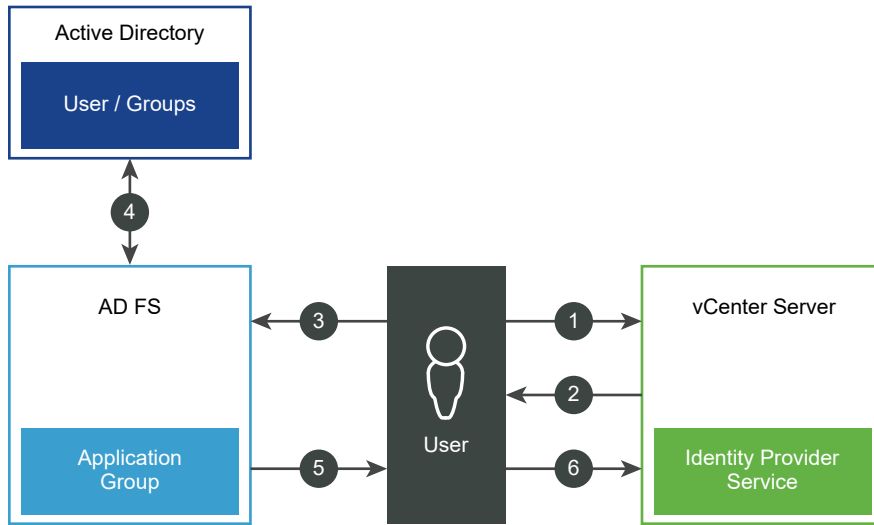 Active Directory
User / Groups
4
AD FS
3
1
vCenter Server
2
User
Application
Group
5
6
Identity Provider
Service